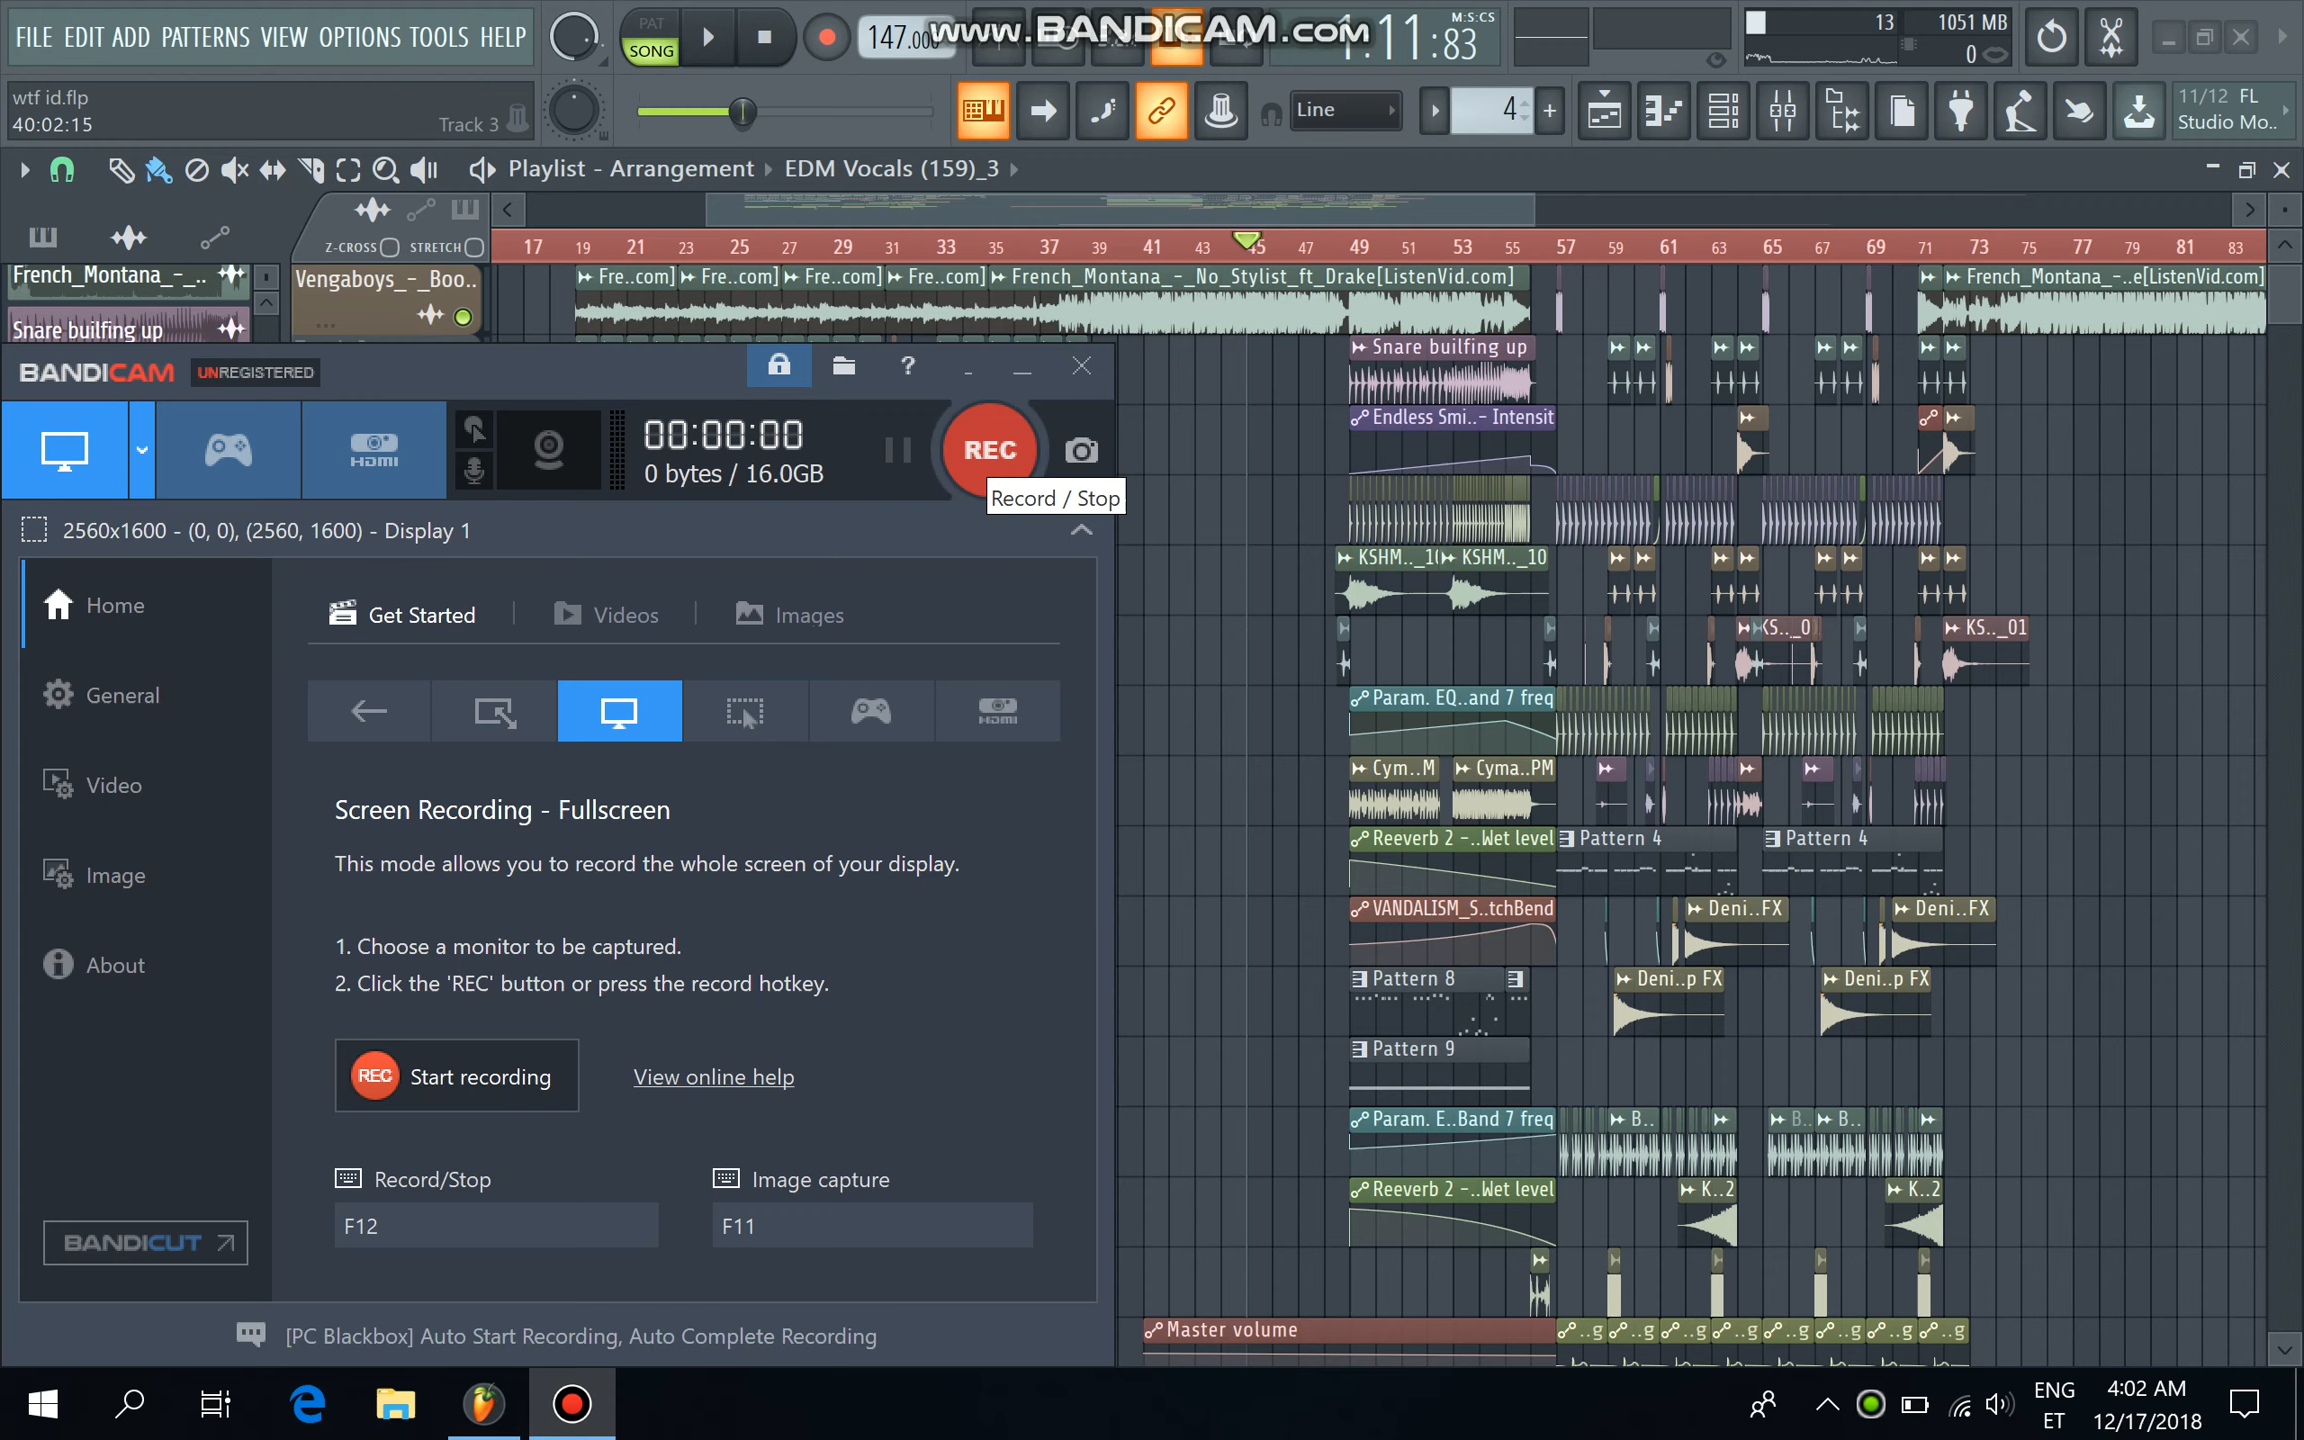 FILE EDIT ADD PATTERNS VIEW OPTIONS TOOLS HELP
PAT
SONG
147.000
www.BANDICAM.com
1:11:83
M:S:CS
13
1051 MB
0
wtf id.flp
40:02:15
Track 3
Line
4
11/12 FL
Studio Mo..
Playlist - Arrangement
EDM Vocals (159)_3
Z-CROSS
STRETCH
17 19 21 23 25 27 29 31 33 35 37 39 41 43 45 47 49 51 53 55 57 59 61 63 65 67 69 71 73 75 77 79 81 83
French_Montana_-_..
Vengaboys_-_Boo..
Fre..com]
Fre..com]
Fre..com]
Fre..com]
French_Montana_-_No_Stylist_ft_Drake[ListenVid.com]
French_Montana_-..e[ListenVid.com]
Snare builfing up
Snare builfing up
Endless Smi..- Intensit
KSHM.._10
KSHM.._10
KS.._0
KS.._01
Param. EQ..and 7 freq
Cym..M
Cyma..PM
Reeverb 2 -..Wet level
Pattern 4
Pattern 4
VANDALISM_S..tchBend
Deni..FX
Deni..FX
Pattern 8
Deni..p FX
Deni..p FX
Pattern 9
Param. E..Band 7 freq
B..
B..
B..
Reeverb 2 -..Wet level
K..2
K..2
Master volume
..g ..g ..g ..g ..g ..g ..g ..g
BANDICAM
UNREGISTERED
?
00:00:00
0 bytes / 16.0GB
REC
Record / Stop
HDMI
2560x1600 - (0, 0), (2560, 1600) - Display 1
Home
General
Video
Image
About
BANDICUT
Get Started
Videos
Images
HDMI
Screen Recording - Fullscreen
This mode allows you to record the whole screen of your display.
1. Choose a monitor to be captured.
2. Click the 'REC' button or press the record hotkey.
REC
Start recording
View online help
Record/Stop
Image capture
F12
F11
[PC Blackbox] Auto Start Recording, Auto Complete Recording
ENG
ET
4:02 AM
12/17/2018